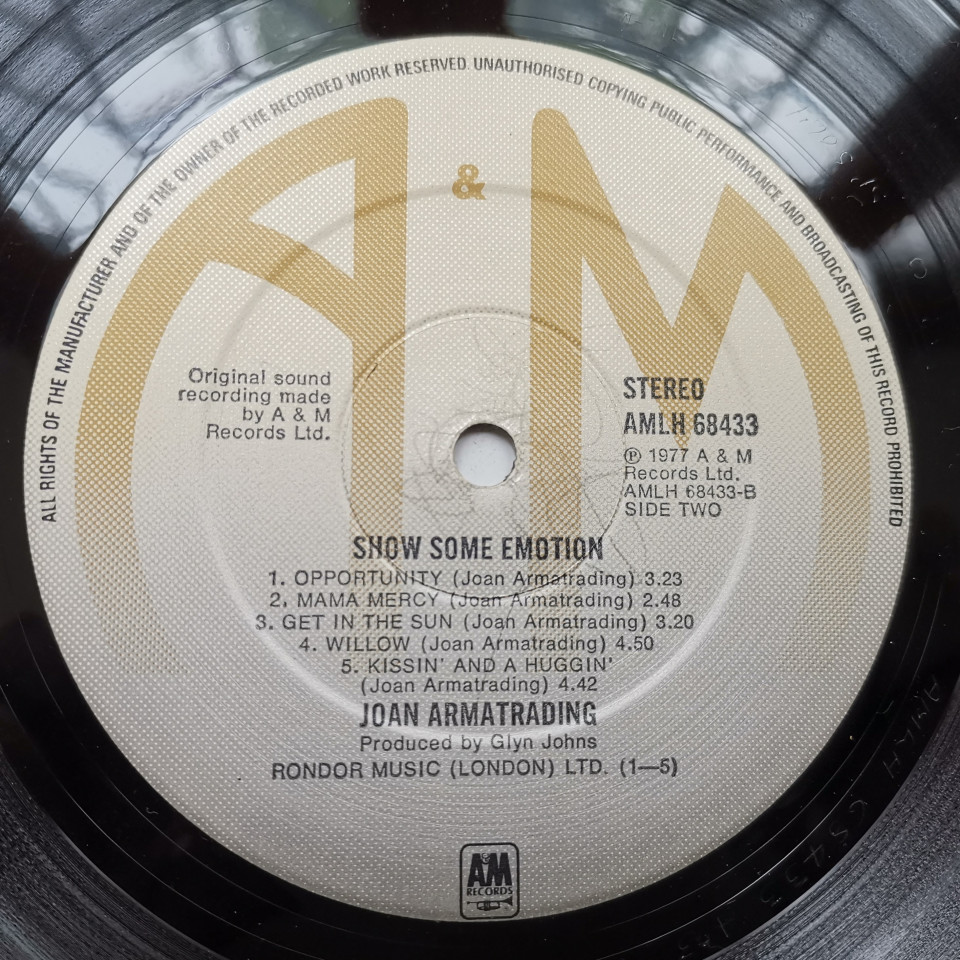 ALL RIGHTS OF THE MANUFACTURER AND OF THE OWNER OF THE RECORDED WORK RESERVED. UNAUTHORISED COPYING PUBLIC PERFORMANCE AND BROADCASTING OF THIS RECORD PROHIBITED
A & M
Original sound
recording made
by A & M
Records Ltd.
STEREO
AMLH 68433
℗ 1977 A & M
Records Ltd.
AMLH 68433-B
SIDE TWO
SHOW SOME EMOTION
1. OPPORTUNITY (Joan Armatrading) 3.23
2. MAMA MERCY (Joan Armatrading) 2.48
3. GET IN THE SUN (Joan Armatrading) 3.20
4. WILLOW (Joan Armatrading) 4.50
5. KISSIN' AND A HUGGIN'
(Joan Armatrading) 4.42
JOAN ARMATRADING
Produced by Glyn Johns
RONDOR MUSIC (LONDON) LTD. (1—5)
AM
RECORDS